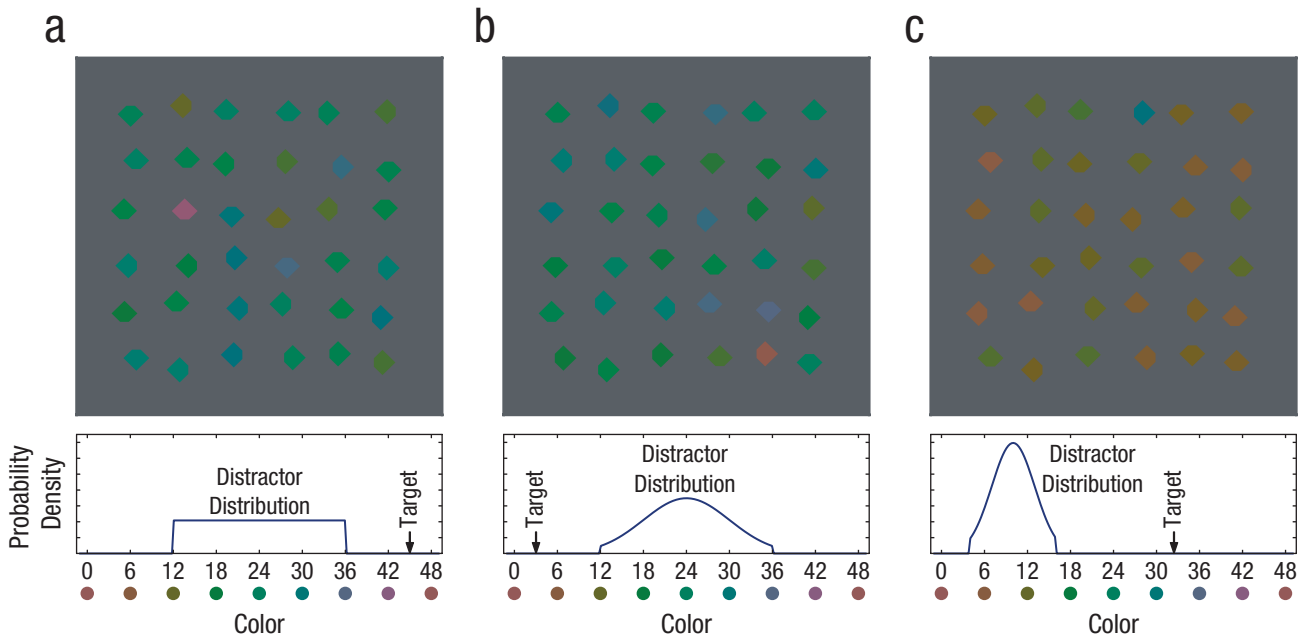 a
b
c
Probability
Density
Distractor
Distribution
Target
0 6 12 18 24 30 36 42 48
Color
Target
Distractor
Distribution
0 6 12 18 24 30 36 42 48
Color
Distractor
Distribution
Target
0 6 12 18 24 30 36 42 48
Color